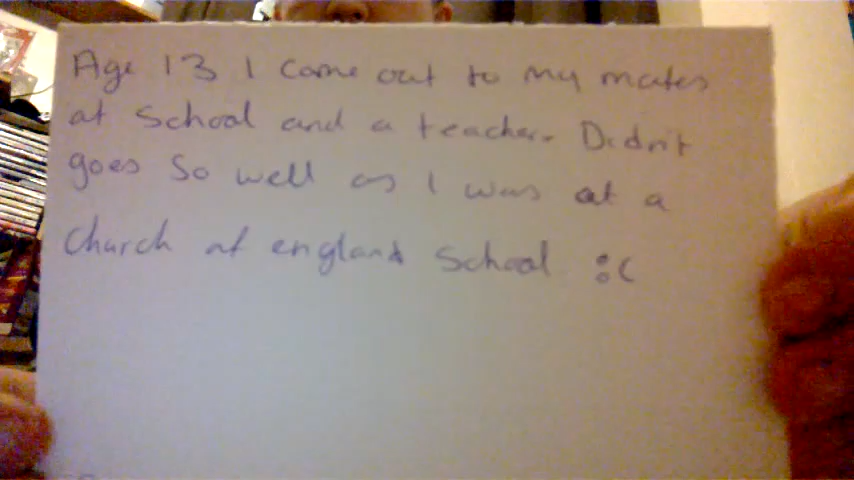 Age 13 I came out to my mates
at school and a teacher. Didn't
goes so well as I was at a
church of england school :(